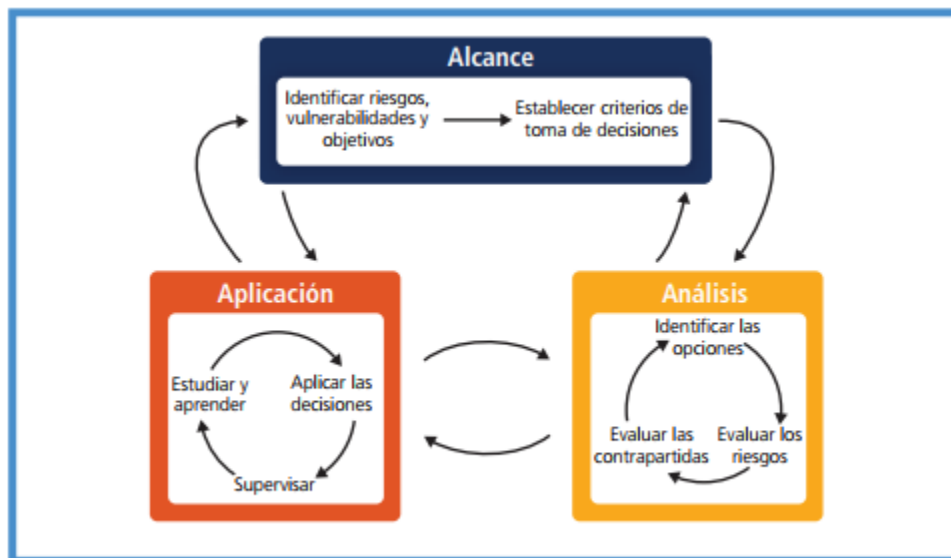 Alcance
Identificar riesgos,
vulnerabilidades y
objetivos
Establecer criterios de
toma de decisiones
Aplicación
Estudiar y
aprender
Aplicar las
decisiones
Supervisar
Análisis
Identificar las
opciones
Evaluar las
contrapartidas
Evaluar los
riesgos